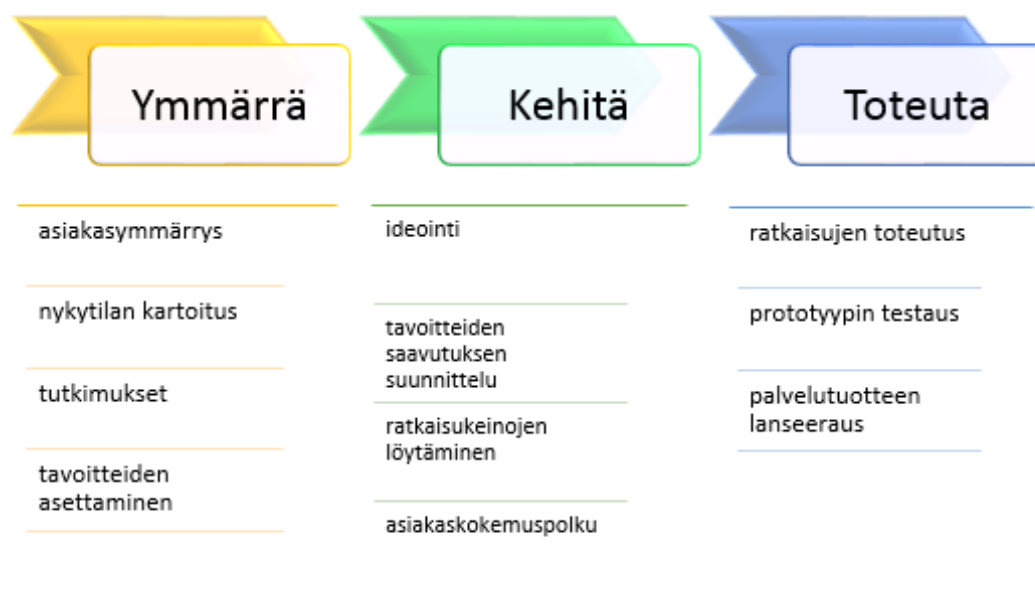 Ymmärrä
asiakasymmärrys
nykytilan kartoitus
tutkimukset
tavoitteiden
asettaminen
Kehitä
ideointi
tavoitteiden
saavutuksen
suunnittelu
ratkaisukeinojen
löytäminen
asiakaskokemuspolku
Toteuta
ratkaisujen toteutus
prototyypin testaus
palvelutuotteen
lanseeraus